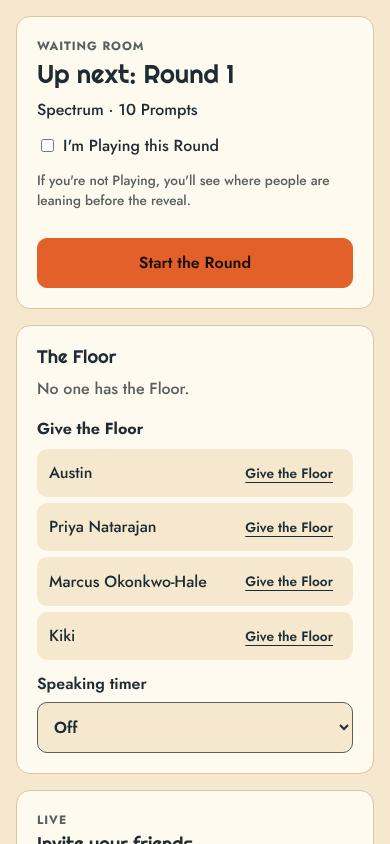 WAITING ROOM
Up next: Round 1
Spectrum · 10 Prompts
I'm Playing this Round
If you're not Playing, you'll see where people are
leaning before the reveal.
Start the Round
The Floor
No one has the Floor.
Give the Floor
Austin Give the Floor
Priya Natarajan Give the Floor
Marcus Okonkwo-Hale Give the Floor
Kiki Give the Floor
Speaking timer
Off
LIVE
Invite your friends